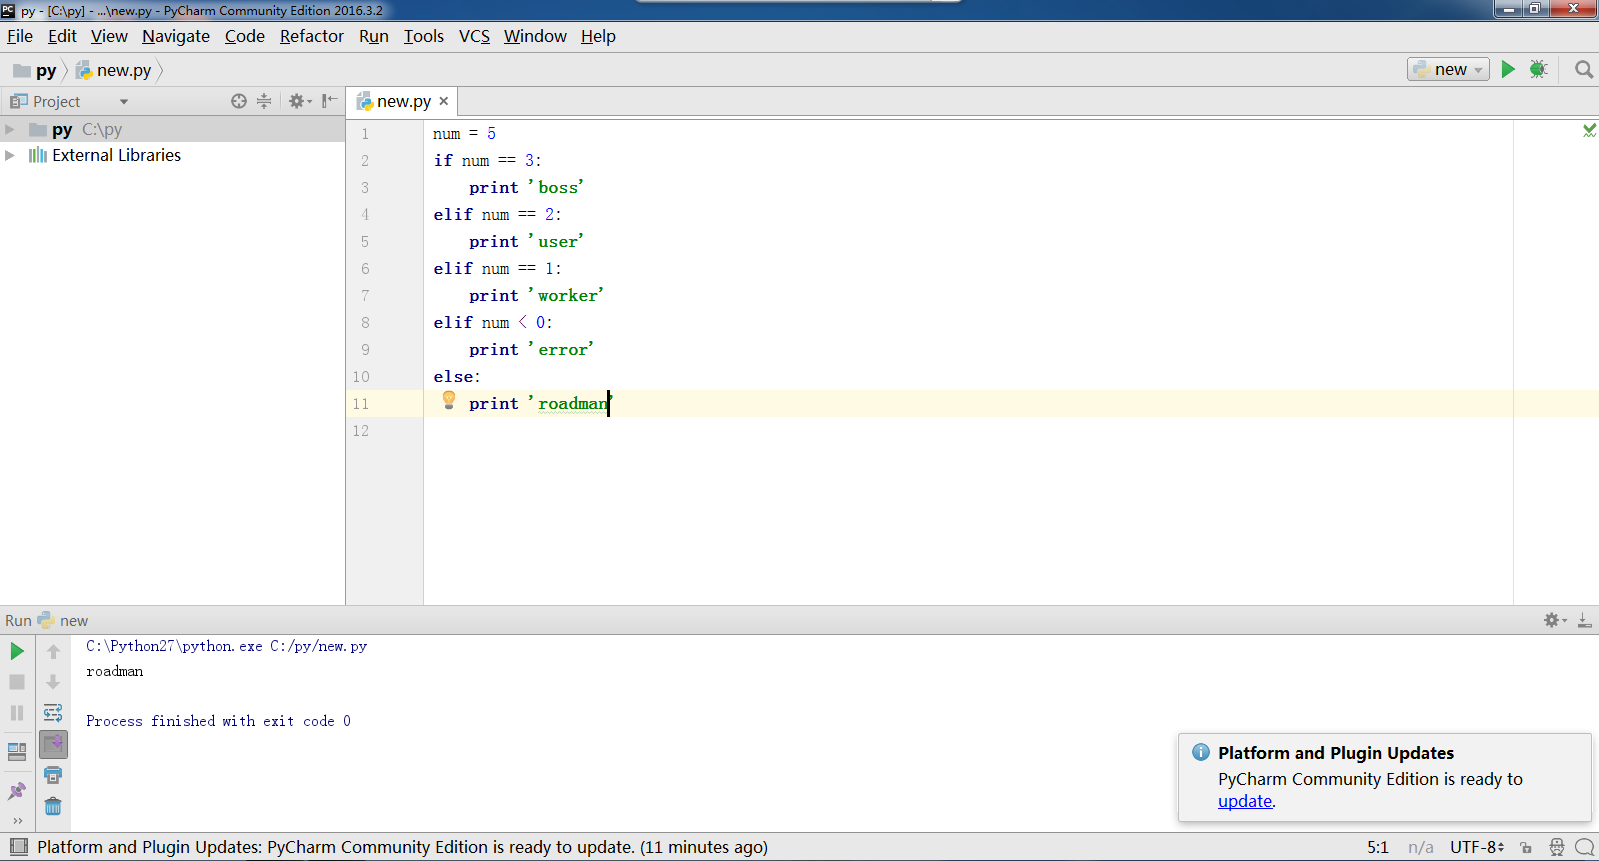 py - [C:\py] - ...\new.py - PyCharm Community Edition 2016.3.2
File Edit View Navigate Code Refactor Run Tools VCS Window Help
py new.py new
Project new.py
py C:\py
External Libraries
1 num = 5
2 if num == 3:
3 print 'boss'
4 elif num == 2:
5 print 'user'
6 elif num == 1:
7 print 'worker'
8 elif num < 0:
9 print 'error'
10 else:
11 print 'roadman'
12
Run new
C:\Python27\python.exe C:/py/new.py
roadman
Process finished with exit code 0
Platform and Plugin Updates
PyCharm Community Edition is ready to
update.
Platform and Plugin Updates: PyCharm Community Edition is ready to update. (11 minutes ago) 5:1 n/a UTF-8